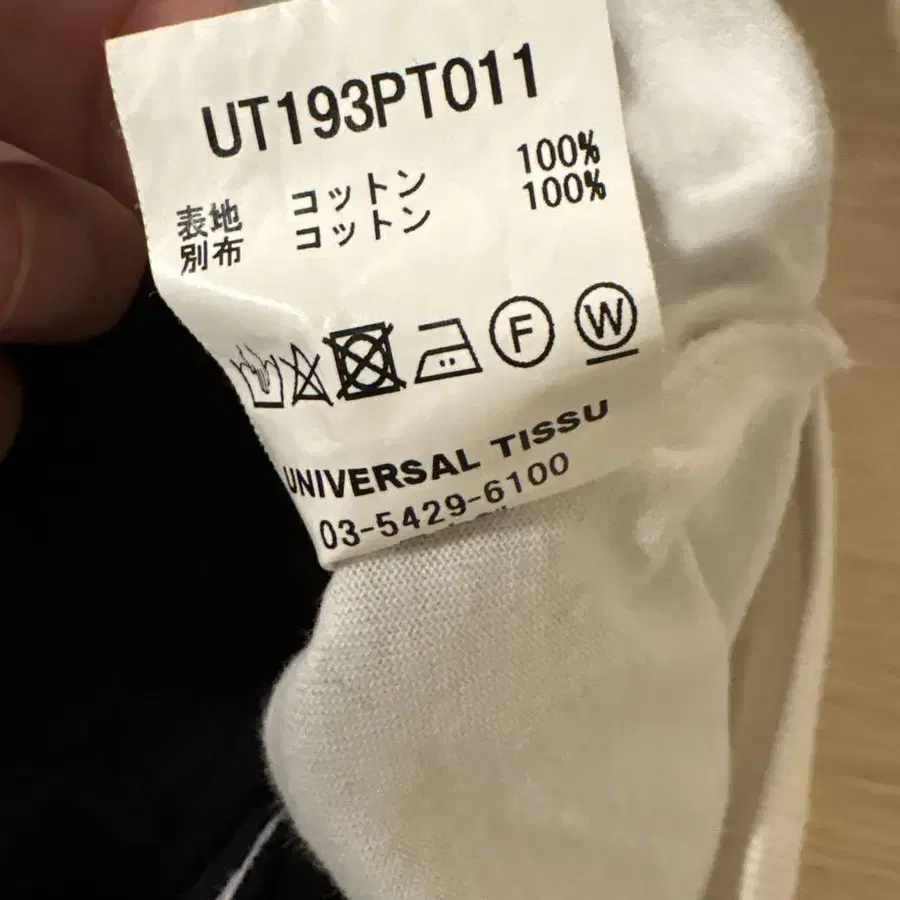 UT193PT011
表地 コットン 100%
別布 コットン 100%
F W
UNIVERSAL TISSU
03-5429-6100